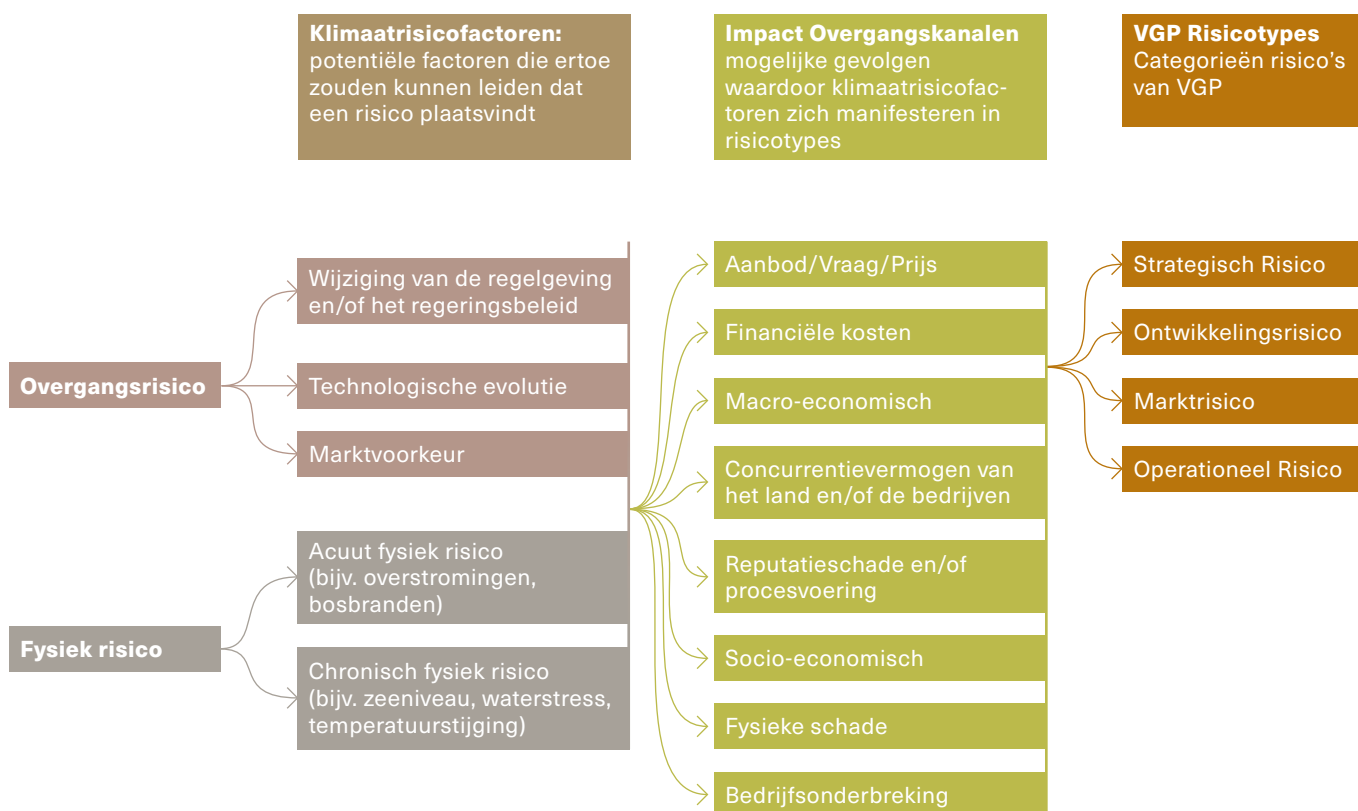 Klimaatrisicofactoren:
potentiële factoren die ertoe
zouden kunnen leiden dat
een risico plaatsvindt
Impact Overgangskanalen
mogelijke gevolgen
waardoor klimaatrisicofac-
toren zich manifesteren in
risicotypes
VGP Risicotypes
Categorieën risico's
van VGP
Overgangsrisico
Wijziging van de regelgeving
en/of het regeringsbeleid
Technologische evolutie
Marktvoorkeur
Fysiek risico
Acuut fysiek risico
(bijv. overstromingen,
bosbranden)
Chronisch fysiek risico
(bijv. zeeniveau, waterstress,
temperatuurstijging)
Aanbod/Vraag/Prijs
Financiële kosten
Macro-economisch
Concurrentievermogen van
het land en/of de bedrijven
Reputatieschade en/of
procesvoering
Socio-economisch
Fysieke schade
Bedrijfsonderbreking
Strategisch Risico
Ontwikkelingsrisico
Marktrisico
Operationeel Risico